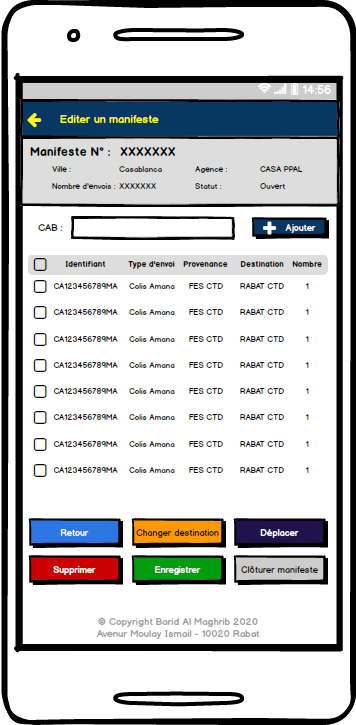 14:56
Editer un manifeste
Manifeste N° : XXXXXXX
Ville : Casablanca Agence : CASA PPAL
Nombre d'envois : XXXXXXX Statut : Ouvert
CAB : Ajouter
Identifiant Type d'envoi Provenance Destination Nombre
CA123456789MA Colis Amana FES CTD RABAT CTD 1
CA123456789MA Colis Amana FES CTD RABAT CTD 1
CA123456789MA Colis Amana FES CTD RABAT CTD 1
CA123456789MA Colis Amana FES CTD RABAT CTD 1
CA123456789MA Colis Amana FES CTD RABAT CTD 1
CA123456789MA Colis Amana FES CTD RABAT CTD 1
CA123456789MA Colis Amana FES CTD RABAT CTD 1
CA123456789MA Colis Amana FES CTD RABAT CTD 1
Retour Changer destination Déplacer
Supprimer Enregistrer Clôturer manifeste
© Copyright Barid Al Maghrib 2020
Avenur Moulay Ismail - 10020 Rabat